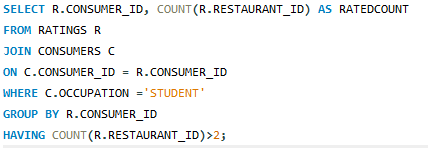 SELECT R.CONSUMER_ID, COUNT(R.RESTAURANT_ID) AS RATEDCOUNT
FROM RATINGS R
JOIN CONSUMERS C
ON C.CONSUMER_ID = R.CONSUMER_ID
WHERE C.OCCUPATION ='STUDENT'
GROUP BY R.CONSUMER_ID
HAVING COUNT(R.RESTAURANT_ID)>2;